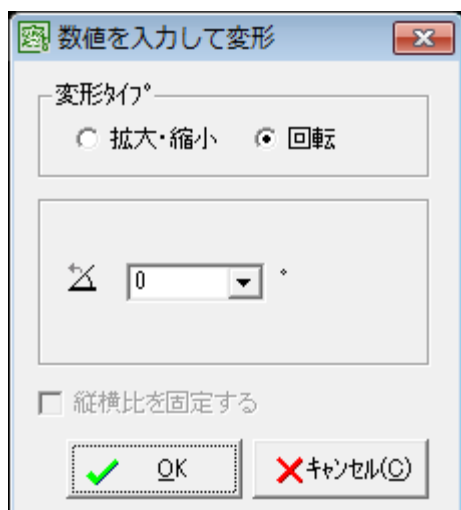 数値を入力して変形
変形ﾀｲﾌﾟ
拡大・縮小 回転
0 °
縦横比を固定する
OK ｷｬﾝｾﾙ(C)